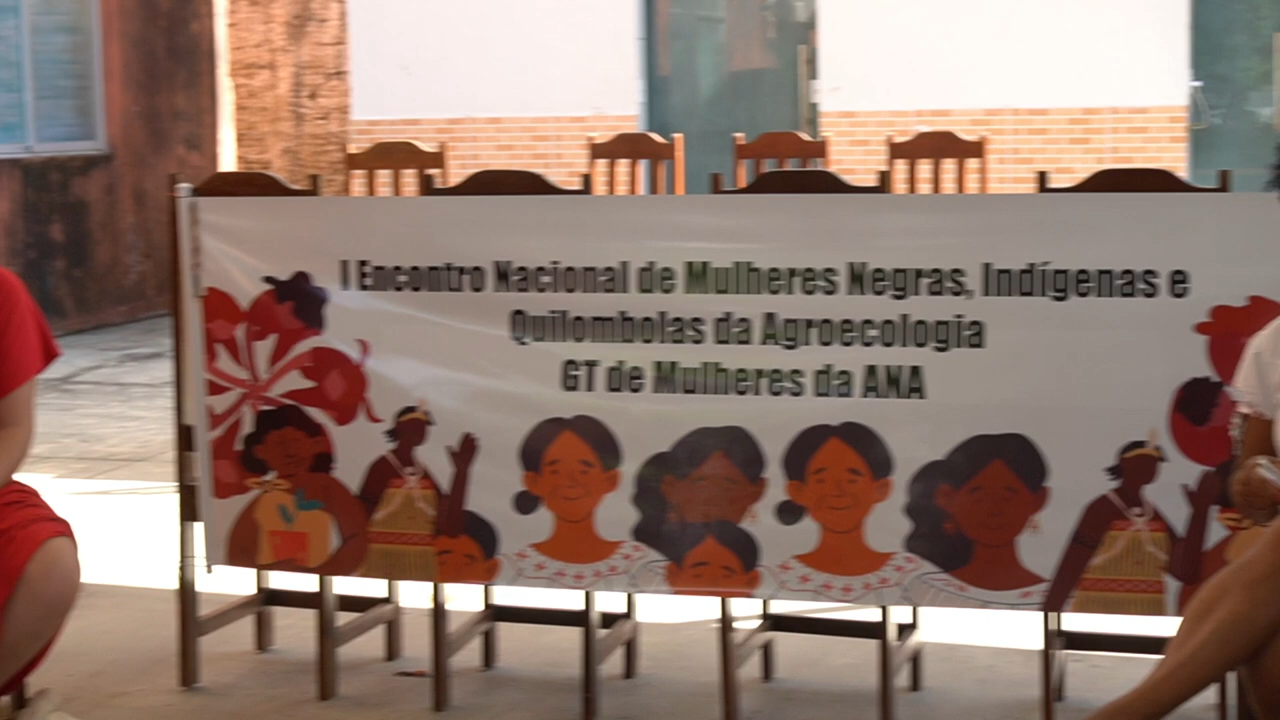 I Encontro Nacional de Mulheres Negras, Indígenas e
Quilombolas da Agroecologia
GT de Mulheres da ANA